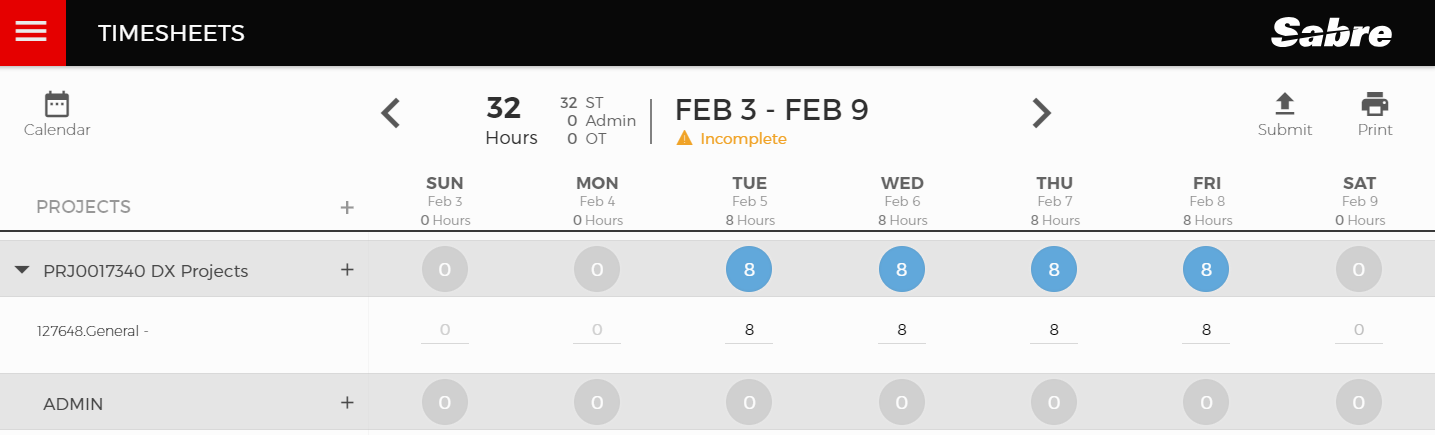 TIMESHEETS
Sabre
Calendar
32
Hours
32 ST
0 Admin
0 OT
FEB 3 - FEB 9
Incomplete
Submit
Print
PROJECTS +
SUN MON TUE WED THU FRI SAT
Feb 3 Feb 4 Feb 5 Feb 6 Feb 7 Feb 8 Feb 9
0 Hours 0 Hours 8 Hours 8 Hours 8 Hours 8 Hours 0 Hours
PRJ0017340 DX Projects + 0 0 8 8 8 8 0
127648.General - 0 0 8 8 8 8 0
ADMIN + 0 0 0 0 0 0 0